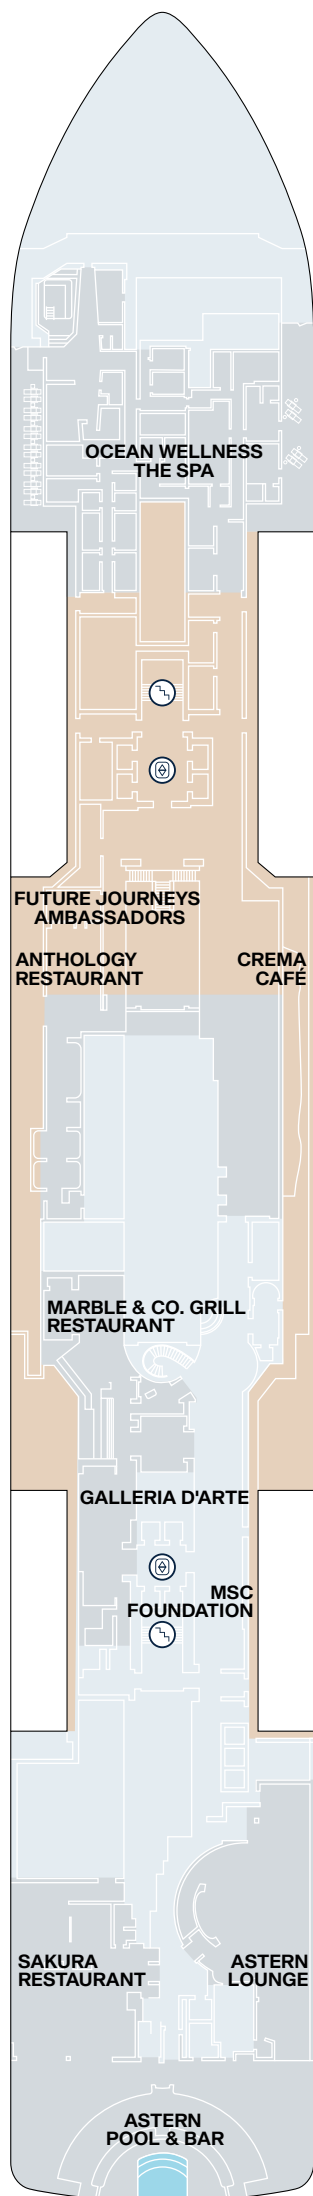 OCEAN WELLNESS
THE SPA
FUTURE JOURNEYS
AMBASSADORS
ANTHOLOGY
RESTAURANT
CREMA
CAFÉ
MARBLE & CO. GRILL
RESTAURANT
GALLERIA D'ARTE
MSC
FOUNDATION
SAKURA
RESTAURANT
ASTERN
LOUNGE
ASTERN
POOL & BAR